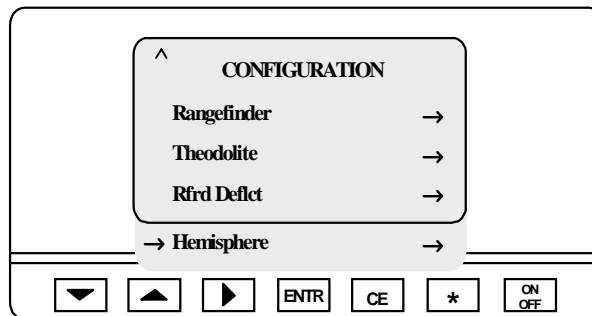 ^
CONFIGURATION
Rangefinder →
Theodolite →
Rfrd Deflct →
→ Hemisphere →
ENTR CE * ON OFF